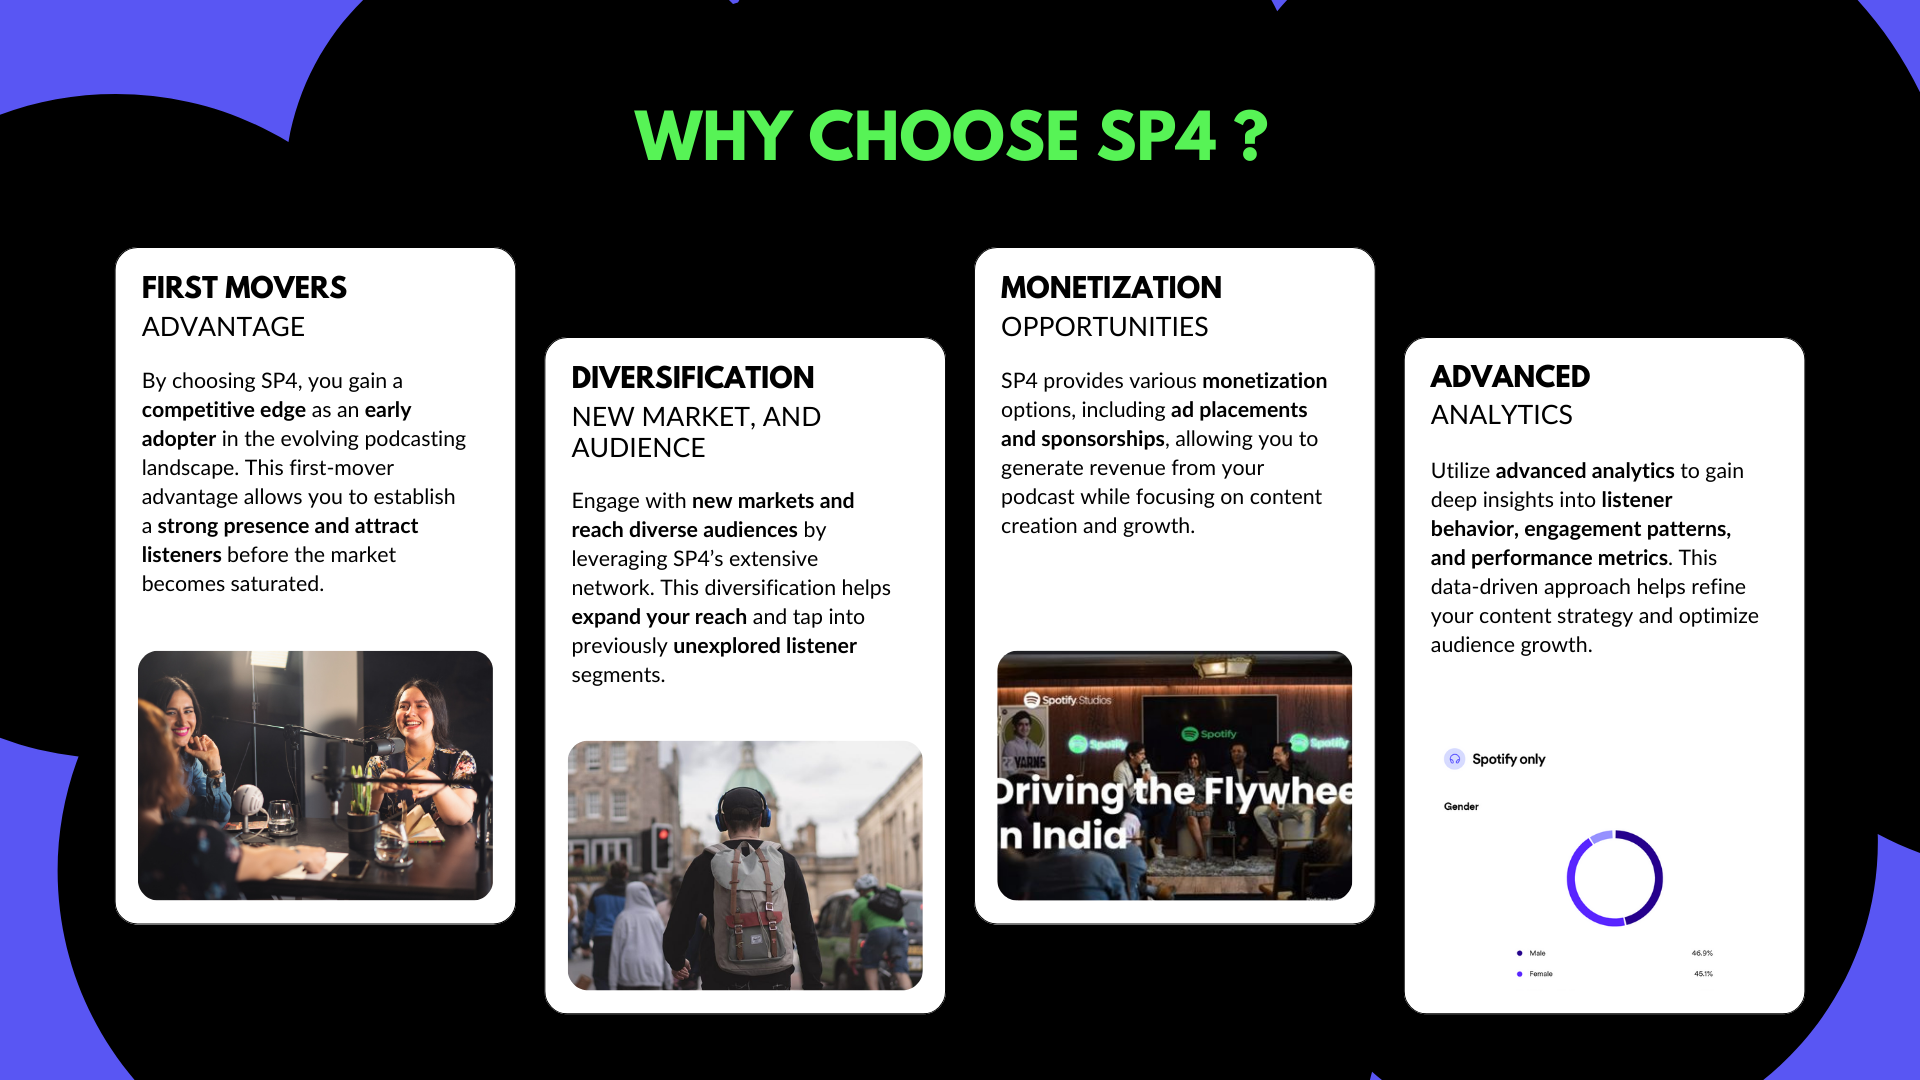 WHY CHOOSE SP4 ?
FIRST MOVERS
ADVANTAGE
By choosing SP4, you gain a
competitive edge as an early
adopter in the evolving podcasting
landscape. This first-mover
advantage allows you to establish
a strong presence and attract
listeners before the market
becomes saturated.
DIVERSIFICATION
NEW MARKET, AND
AUDIENCE
Engage with new markets and
reach diverse audiences by
leveraging SP4’s extensive
network. This diversification helps
expand your reach and tap into
previously unexplored listener
segments.
MONETIZATION
OPPORTUNITIES
SP4 provides various monetization
options, including ad placements
and sponsorships, allowing you to
generate revenue from your
podcast while focusing on content
creation and growth.
Spotify Studios
Spotify
Spotify
Spotify
YARNS
Driving the Flywhee
n India
ADVANCED
ANALYTICS
Utilize advanced analytics to gain
deep insights into listener
behavior, engagement patterns,
and performance metrics. This
data-driven approach helps refine
your content strategy and optimize
audience growth.
Spotify only
Gender
Male 46.9%
Female 45.1%